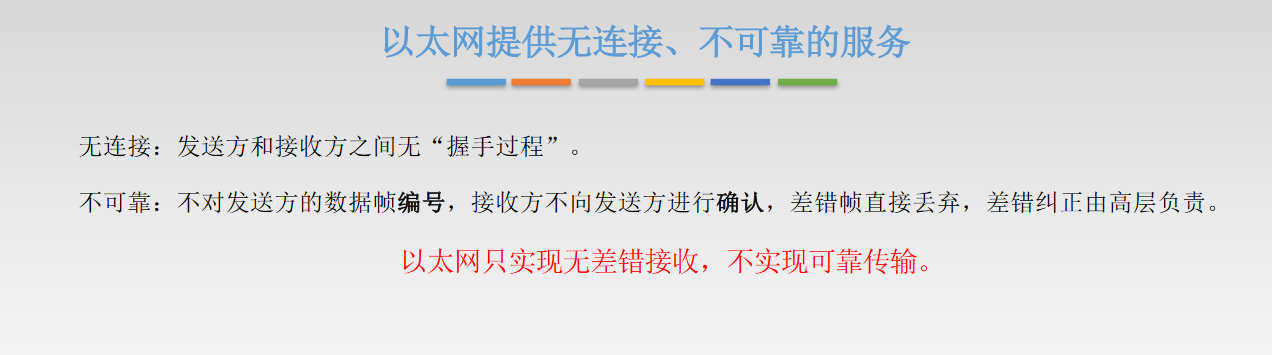 以太网提供无连接、不可靠的服务
无连接：发送方和接收方之间无“握手过程”。
不可靠：不对发送方的数据帧编号，接收方不向发送方进行确认，差错帧直接丢弃，差错纠正由高层负责。
以太网只实现无差错接收，不实现可靠传输。